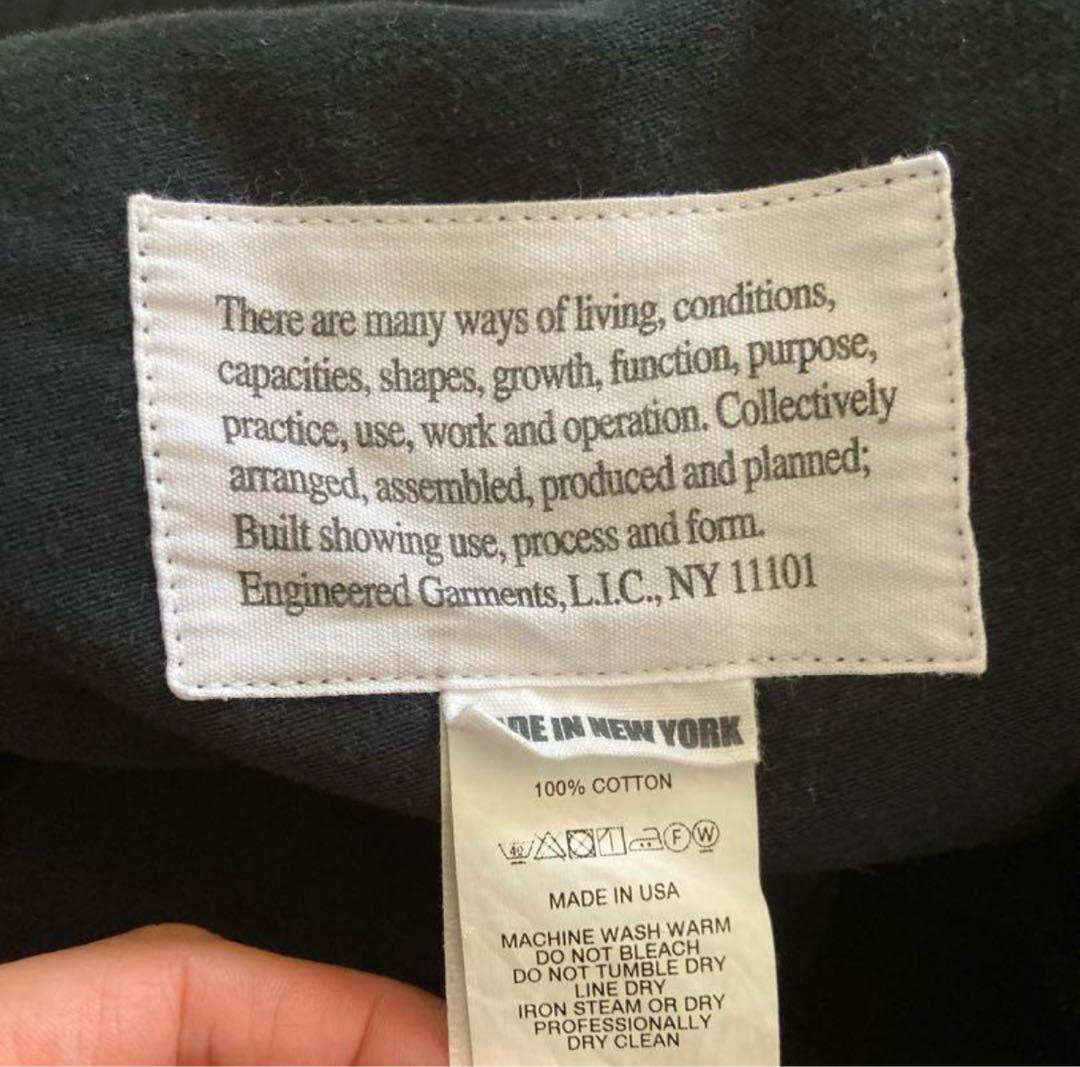 There are many ways of living, conditions,
capacities, shapes, growth, function, purpose,
practice, use, work and operation. Collectively
arranged, assembled, produced and planned;
Built showing use, process and form.
Engineered Garments, L.I.C., NY 11101
DE IN NEW YORK
100% COTTON
40 F W
MADE IN USA
MACHINE WASH WARM
DO NOT BLEACH
DO NOT TUMBLE DRY
LINE DRY
IRON STEAM OR DRY
PROFESSIONALLY
DRY CLEAN